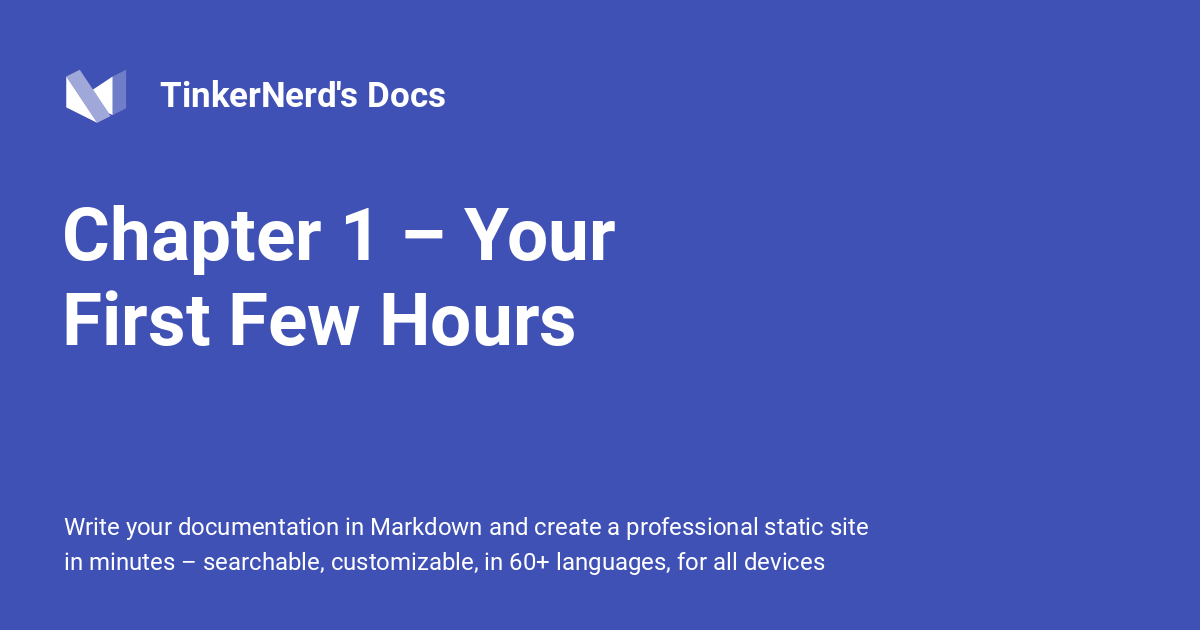 TinkerNerd's Docs
Chapter 1 – Your
First Few Hours
Write your documentation in Markdown and create a professional static site
in minutes – searchable, customizable, in 60+ languages, for all devices